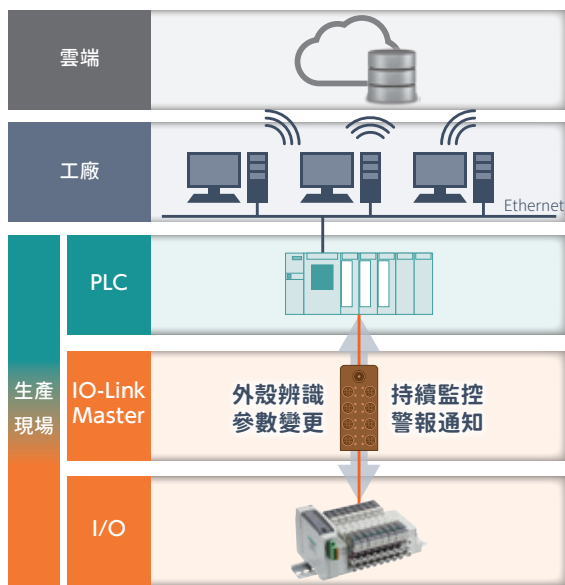 雲端
工廠
Ethernet
PLC
生產
現場
IO-Link
Master
外殼辨識
參數變更
持續監控
警報通知
I/O